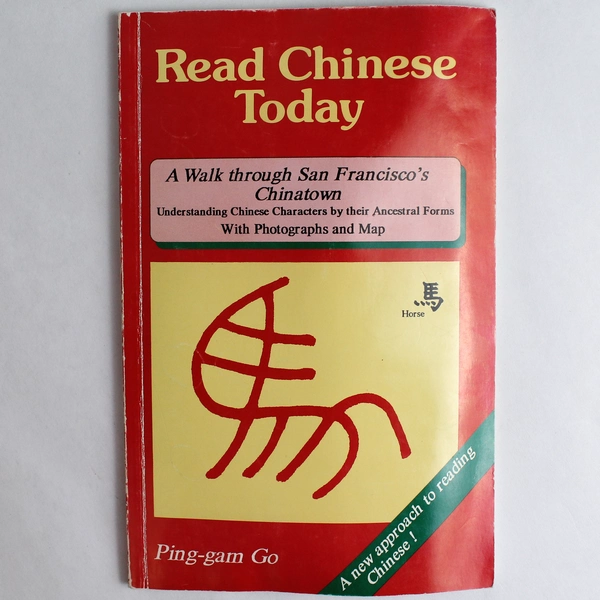 Read Chinese
Today
A Walk through San Francisco's
Chinatown
Understanding Chinese Characters by their Ancestral Forms
With Photographs and Map
馬
Horse
A new approach to reading
Chinese !
Ping-gam Go